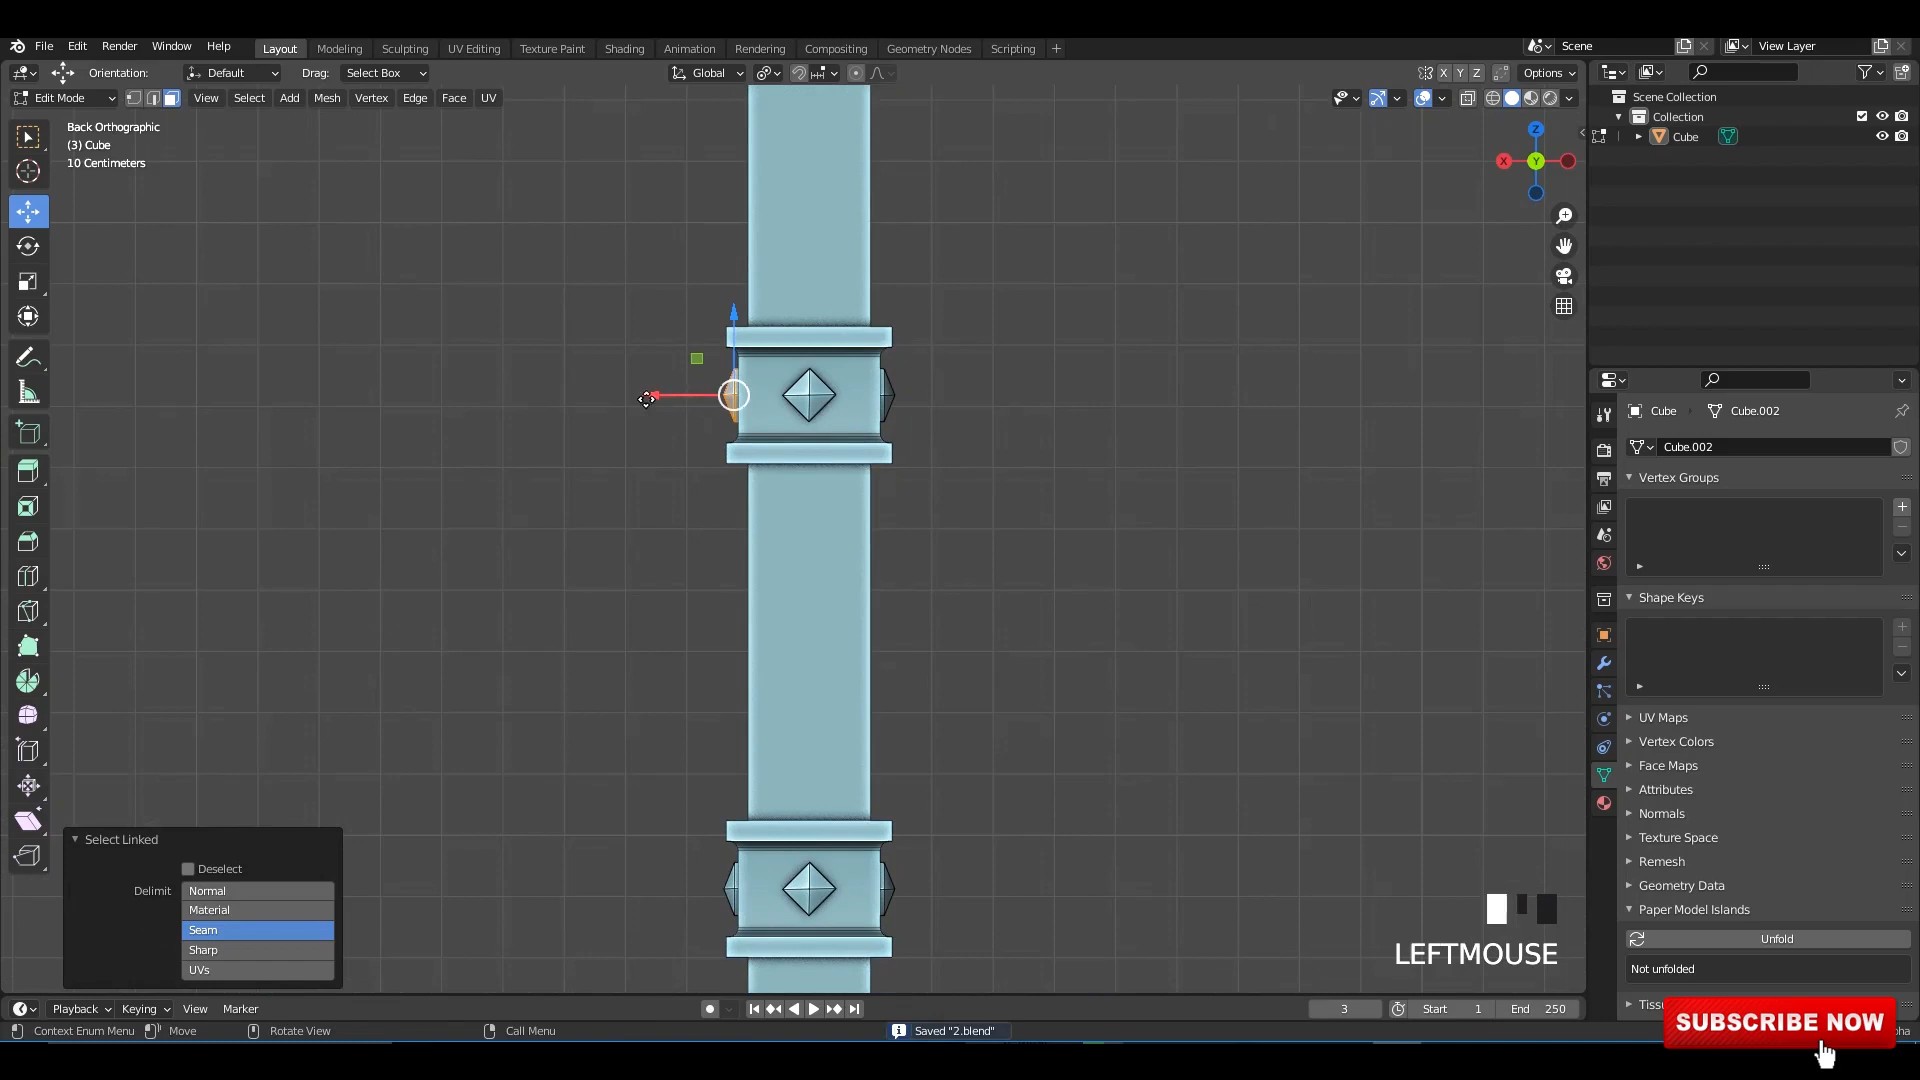 File Edit Render Window Help Layout Modeling Sculpting UV Editing Texture Paint Shading Animation Rendering Compositing Geometry Nodes Scripting + Scene View Layer
Orientation: Default Drag: Select Box Global X Y Z Options
Edit Mode View Select Add Mesh Vertex Edge Face UV
Scene Collection
Collection
Cube
Back Orthographic
(3) Cube
10 Centimeters
Z
X
Y
Cube Cube.002
Cube.002
Vertex Groups
Shape Keys
UV Maps
Vertex Colors
Face Maps
Attributes
Normals
Texture Space
Remesh
Geometry Data
Paper Model Islands
Unfold
Not unfolded
Select Linked
Deselect
Delimit Normal
Material
Seam
Sharp
UVs
LEFTMOUSE
Playback Keying View Marker 3 Start 1 End 250
Context Enum Menu Move Rotate View Call Menu Saved "2.blend"
SUBSCRIBE NOW